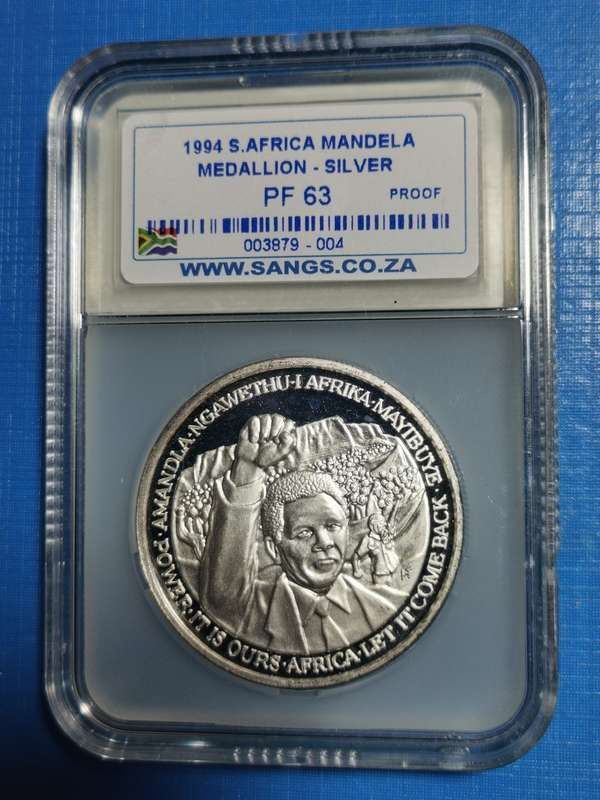 1994 S.AFRICA MANDELA
MEDALLION - SILVER
PF 63 PROOF
003879 - 004
WWW.SANGS.CO.ZA
AMANDLA·NGAWETHU·I AFRIKA·MAYIBUYE·
POWER·IT IS OURS·AFRICA·LET IT COME BACK·